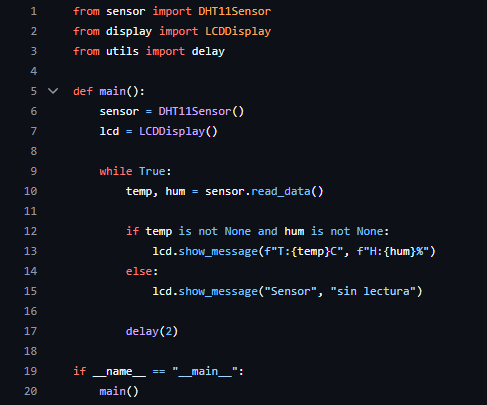 1 from sensor import DHT11Sensor
2 from display import LCDDisplay
3 from utils import delay
4
5 def main():
6     sensor = DHT11Sensor()
7     lcd = LCDDisplay()
8
9     while True:
10         temp, hum = sensor.read_data()
11
12         if temp is not None and hum is not None:
13             lcd.show_message(f"T:{temp}C", f"H:{hum}%")
14         else:
15             lcd.show_message("Sensor", "sin lectura")
16
17         delay(2)
18
19 if __name__ == "__main__":
20     main()